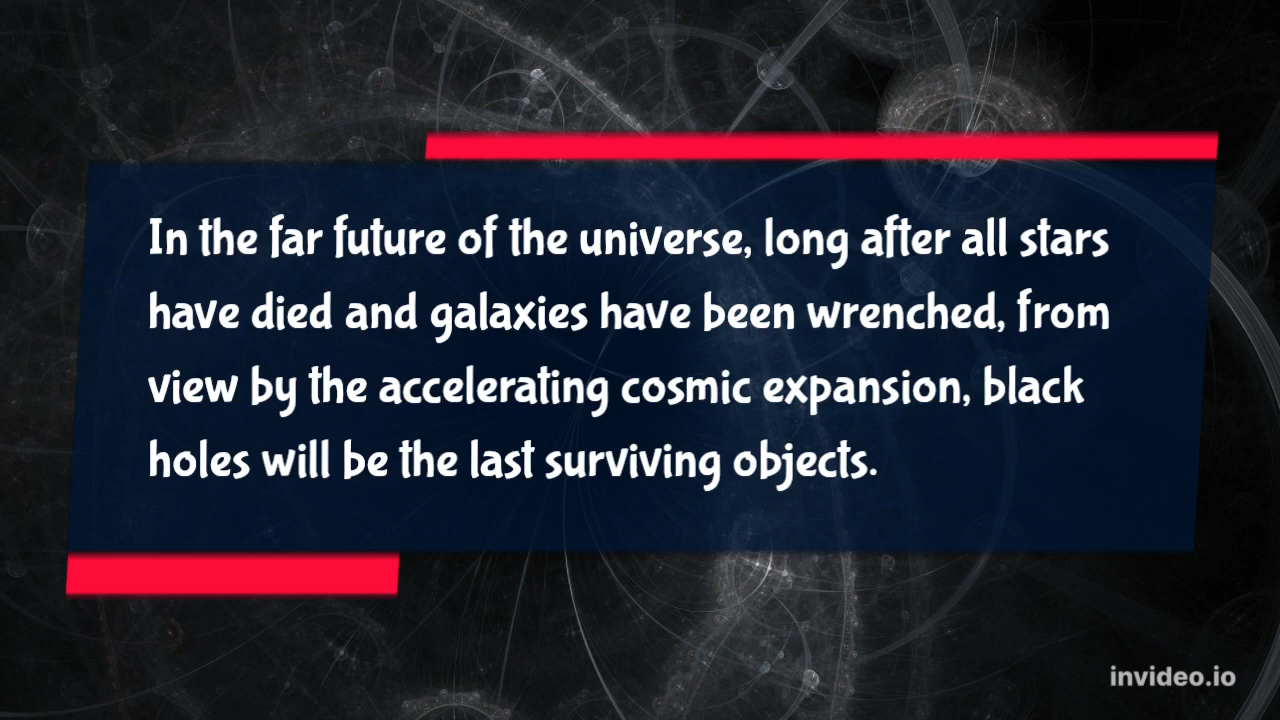 In the far future of the universe, long after all stars
have died and galaxies have been wrenched, from
view by the accelerating cosmic expansion, black
holes will be the last surviving objects.
invideo.io